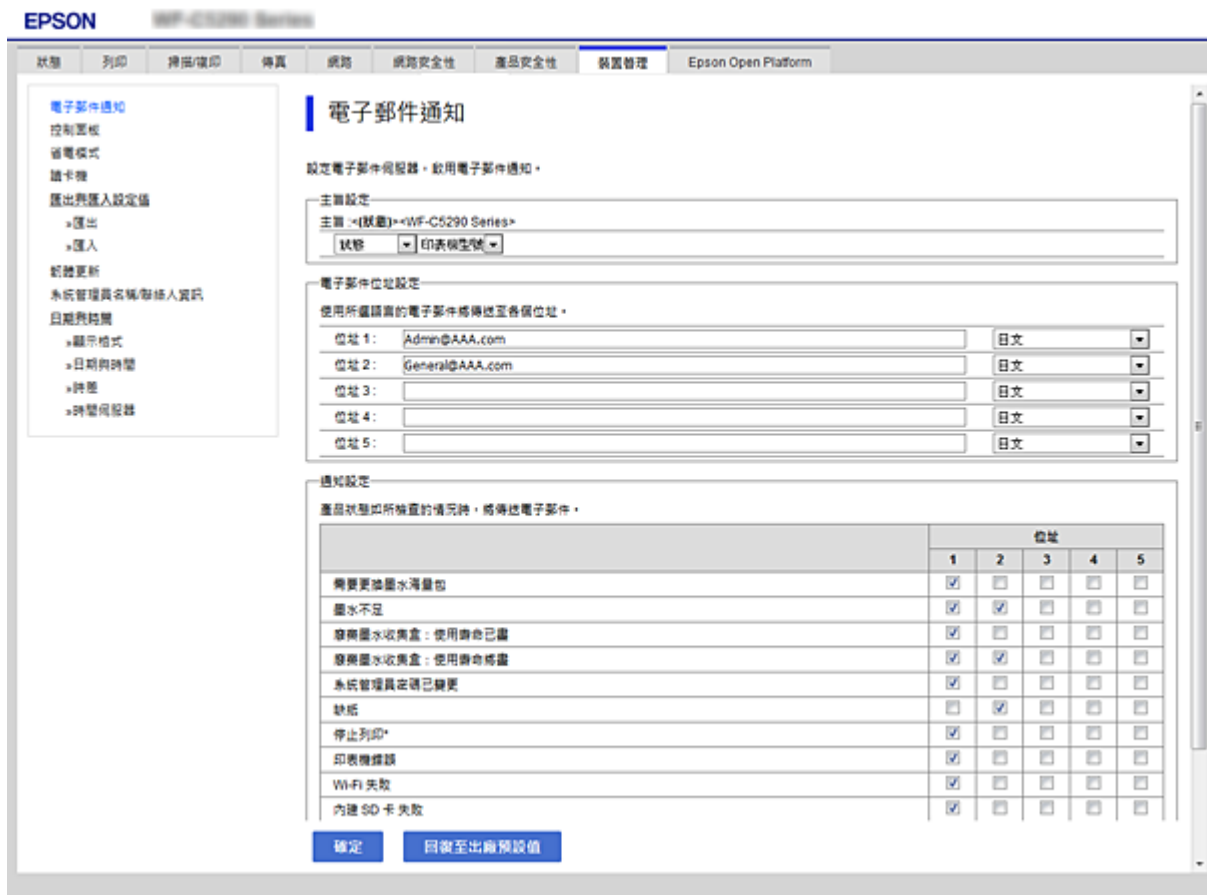 EPSON WF-C5290 Series
狀態 列印 掃描/複印 傳真 網路 網路安全性 產品安全性 裝置管理 Epson Open Platform
電子郵件通知
控制面板
省電模式
讀卡機
匯出與匯入設定值
»匯出
»匯入
韌體更新
系統管理員名稱/聯絡人資訊
日期與時間
»顯示格式
»日期與時間
»時差
»時間伺服器
電子郵件通知
設定電子郵件伺服器，啟用電子郵件通知。
主旨設定
主旨 :<(狀態)><WF-C5290 Series>
狀態 印表機型號
電子郵件位址設定
使用所選語言的電子郵件將傳送至各個位址。
位址 1 : Admin@AAA.com 日文
位址 2 : General@AAA.com 日文
位址 3 : 日文
位址 4 : 日文
位址 5 : 日文
通知設定
產品狀態如所檢查的情況時，將傳送電子郵件。
位址
1 2 3 4 5
需要更換墨水滿量包
墨水不足
廢棄墨水收集盒：使用壽命已盡
廢棄墨水收集盒：使用壽命將盡
系統管理員密碼已變更
缺紙
停止列印*
印表機錯誤
Wi-Fi 失敗
內建 SD 卡 失敗
確定 回復至出廠預設值